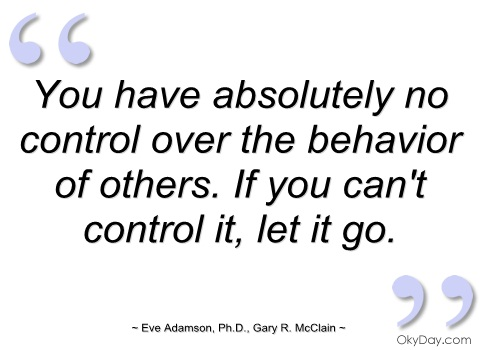 You have absolutely no
control over the behavior
of others. If you can't
control it, let it go.
~ Eve Adamson, Ph.D., Gary R. McClain ~
OkyDay.com